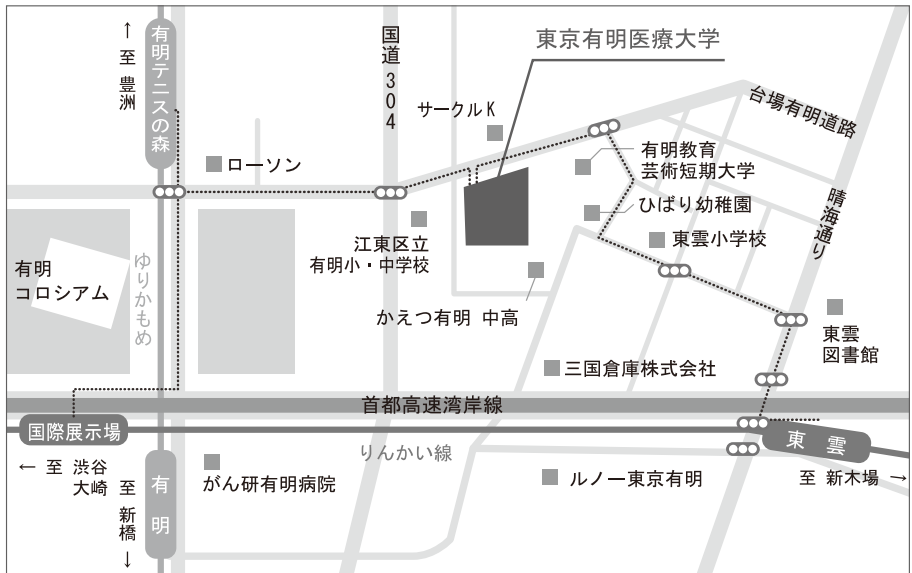 東京有明医療大学
↑
至 豊洲
有明テニスの森
国道304
サークルK
台場有明道路
ローソン
有明教育
芸術短期大学
ひばり幼稚園
晴海通り
東雲小学校
江東区立
有明小・中学校
有明
コロシアム
ゆりかもめ
かえつ有明 中高
東雲
図書館
三国倉庫株式会社
首都高速湾岸線
国際展示場
りんかい線
東雲
← 至 渋谷
大崎
至 新橋
↓
有明
がん研有明病院
ルノー東京有明
至 新木場 →